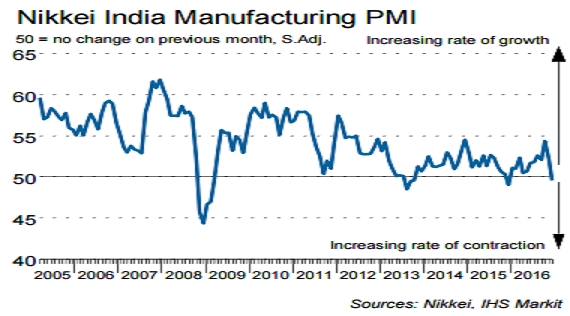 Nikkei India Manufacturing PMI
50 = no change on previous month, S.Adj.
Increasing rate of growth
65
60
55
50
45
40
Increasing rate of contraction
2005 2006 2007 2008 2009 2010 2011 2012 2013 2014 2015 2016
Sources: Nikkei, IHS Markit